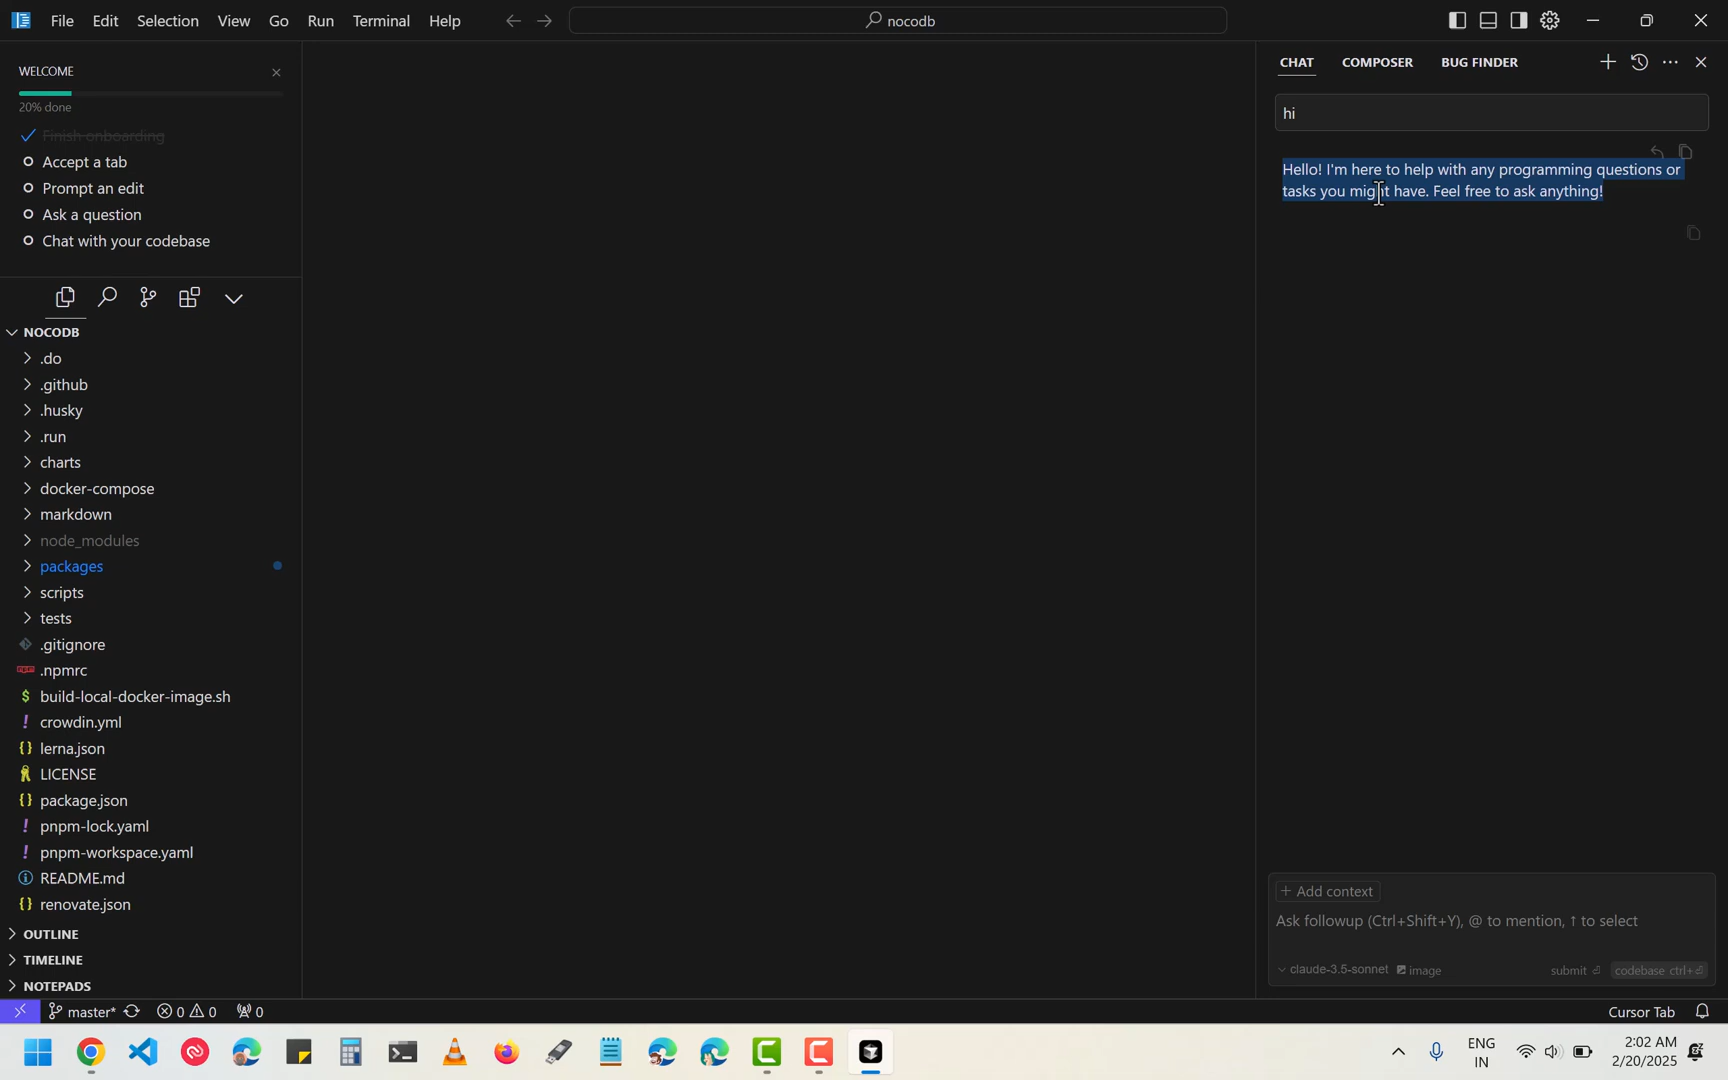 File Edit Selection View Go Run Terminal Help
nocodb
WELCOME
20% done
Finish onboarding
Accept a tab
Prompt an edit
Ask a question
Chat with your codebase
NOCODB
.do
.github
.husky
.run
charts
docker-compose
markdown
node_modules
packages
scripts
tests
.gitignore
.npmrc
build-local-docker-image.sh
crowdin.yml
lerna.json
LICENSE
package.json
pnpm-lock.yaml
pnpm-workspace.yaml
README.md
renovate.json
OUTLINE
TIMELINE
NOTEPADS
CHAT COMPOSER BUG FINDER
hi
Hello! I'm here to help with any programming questions or
tasks you might have. Feel free to ask anything!
+ Add context
Ask followup (Ctrl+Shift+Y), @ to mention, ↑ to select
claude-3.5-sonnet image submit ⏎ codebase ctrl+⏎
master* 0 0 0 Cursor Tab
ENG
IN
2:02 AM
2/20/2025